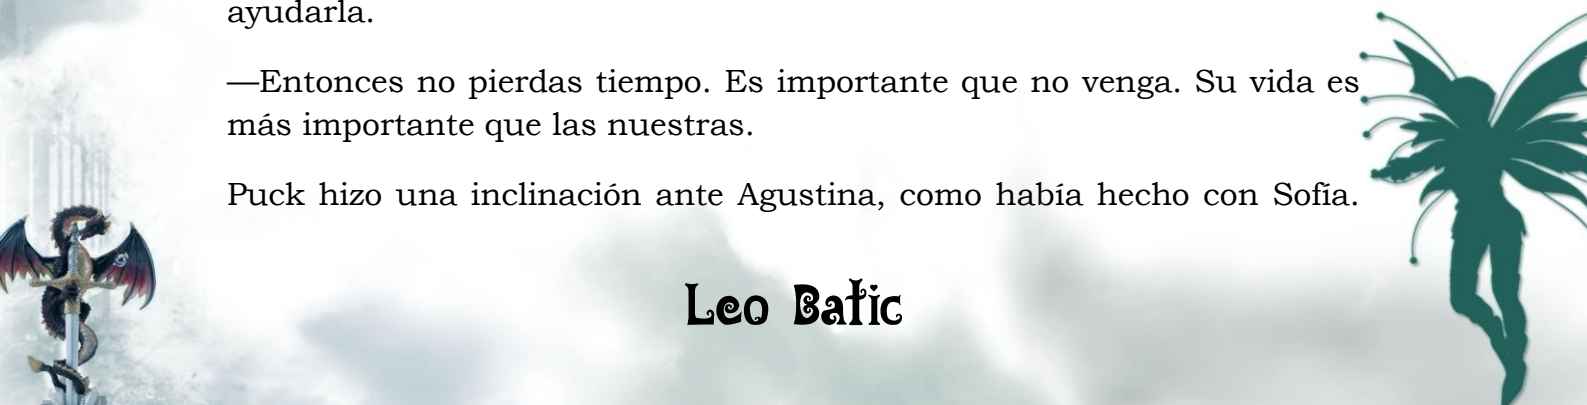 ayudarla.
—Entonces no pierdas tiempo. Es importante que no venga. Su vida es
más importante que las nuestras.
Puck hizo una inclinación ante Agustina, como había hecho con Sofía.
Leo Batic